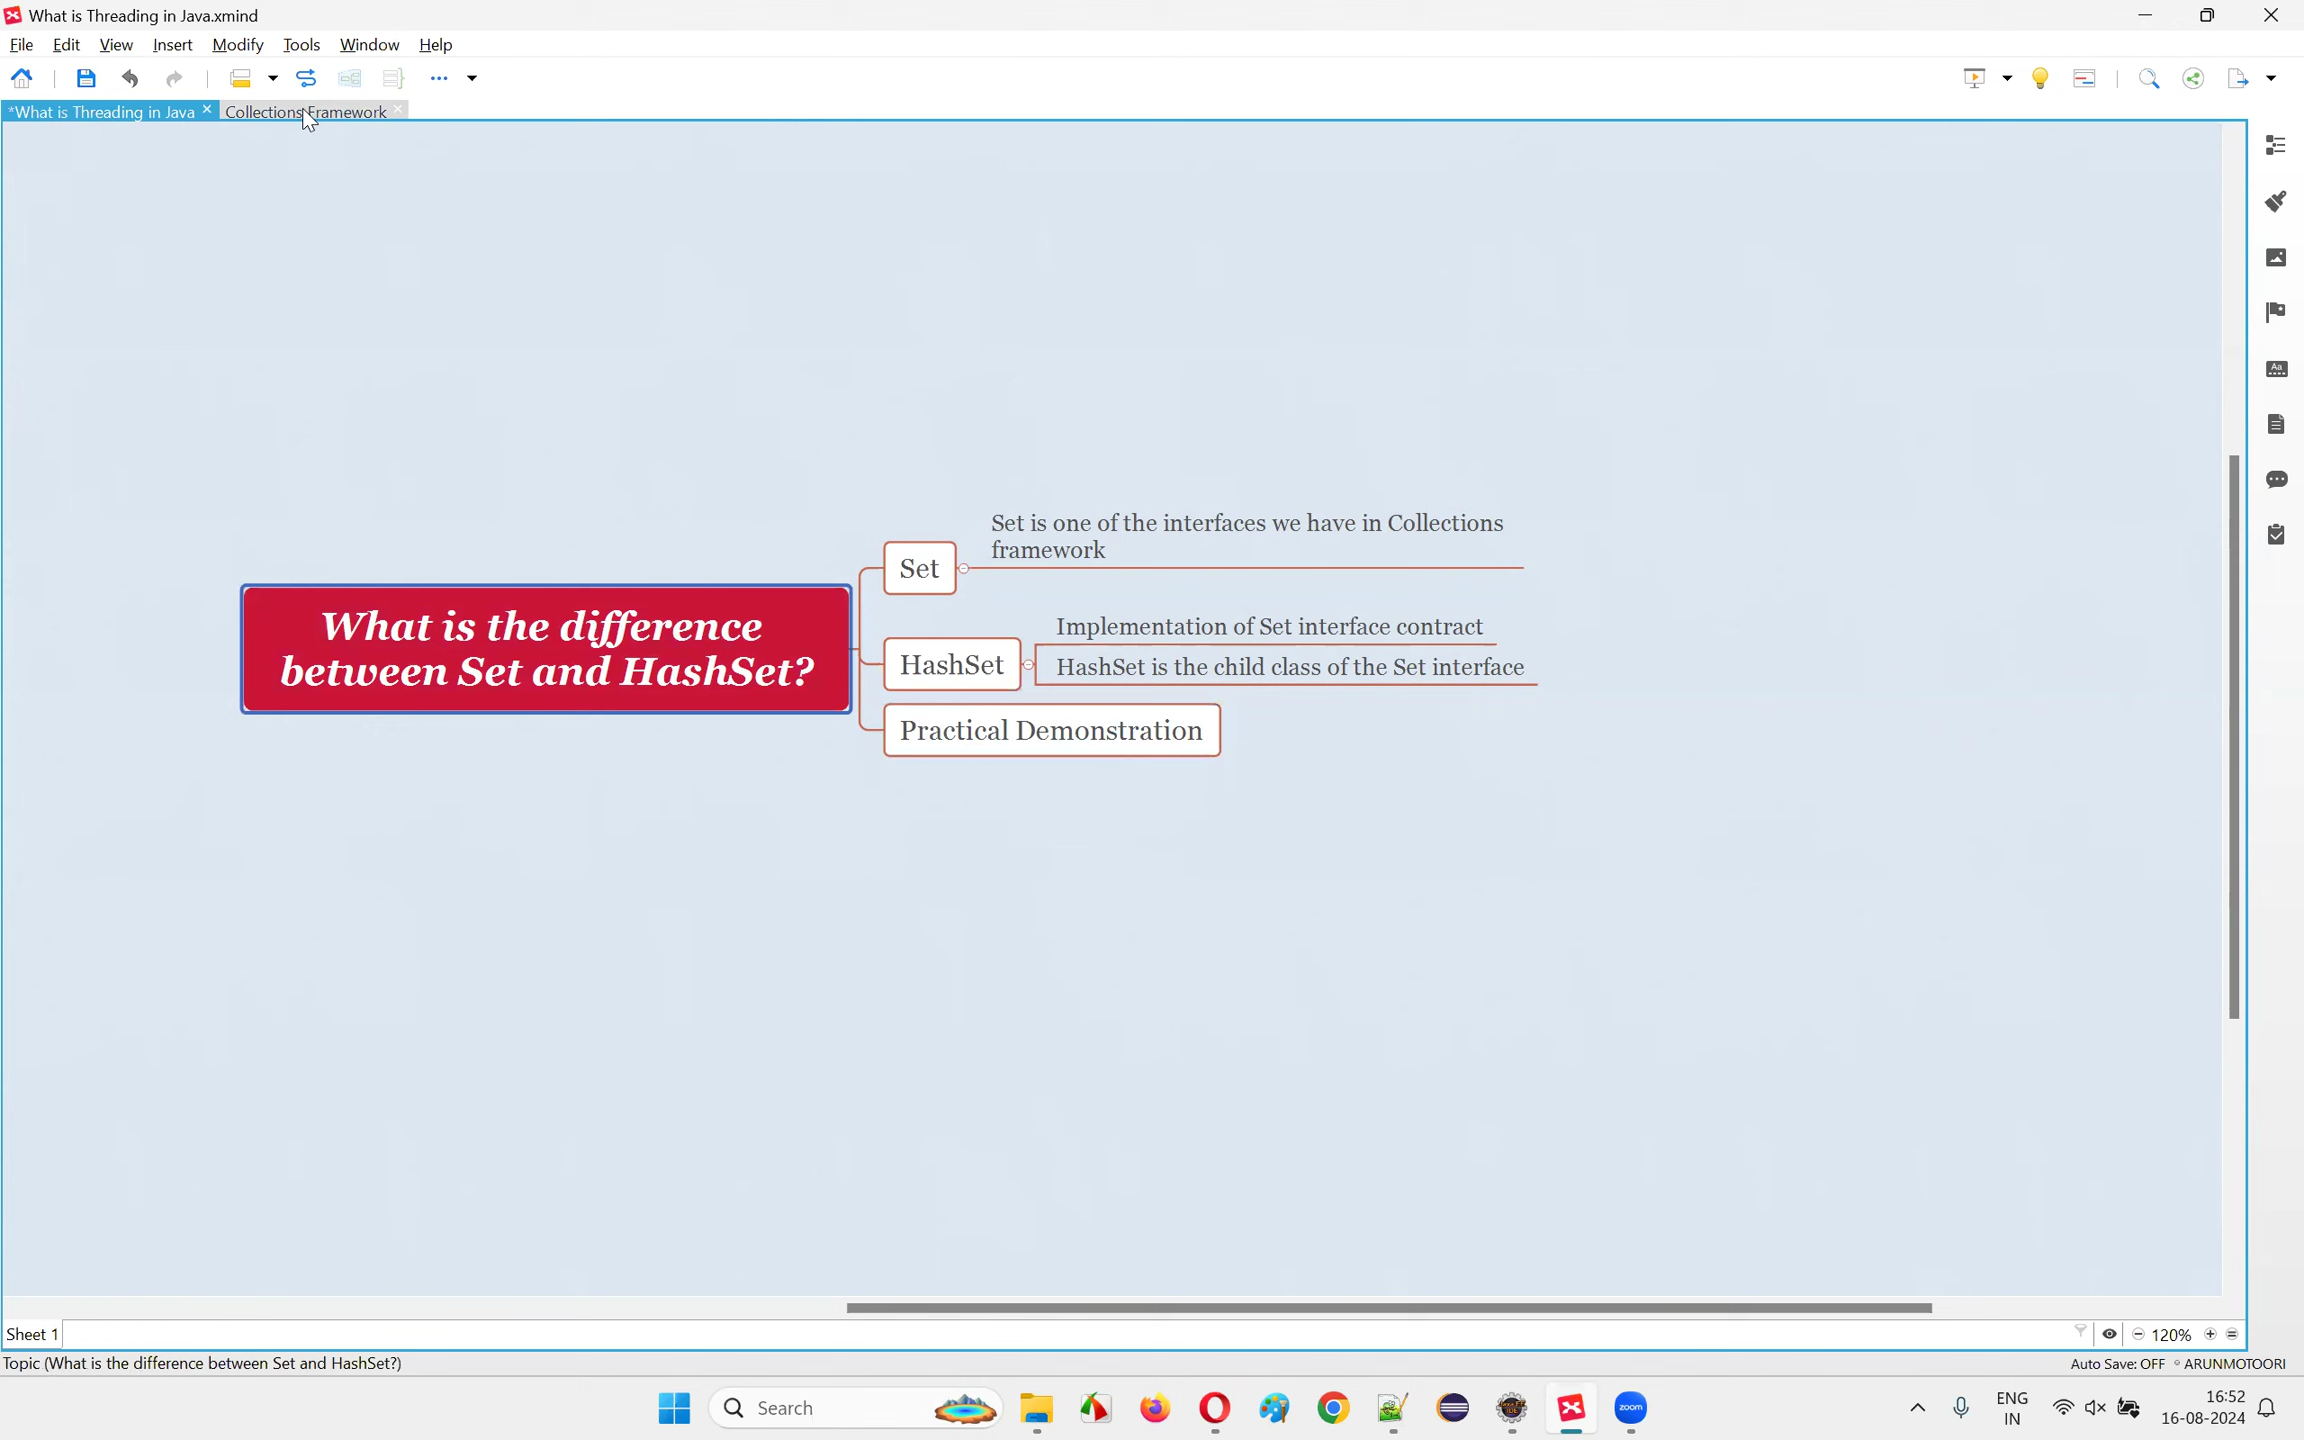 What is Threading in Java.xmind
File Edit View Insert Modify Tools Window Help
*What is Threading in Java Collections Framework
Set is one of the interfaces we have in Collections
framework
Set
What is the difference
between Set and HashSet?
Implementation of Set interface contract
HashSet
HashSet is the child class of the Set interface
Practical Demonstration
Sheet 1
120%
Topic (What is the difference between Set and HashSet?)
Auto Save: OFF ARUNMOTOORI
Search
zoom
ENG
IN
16:52
16-08-2024